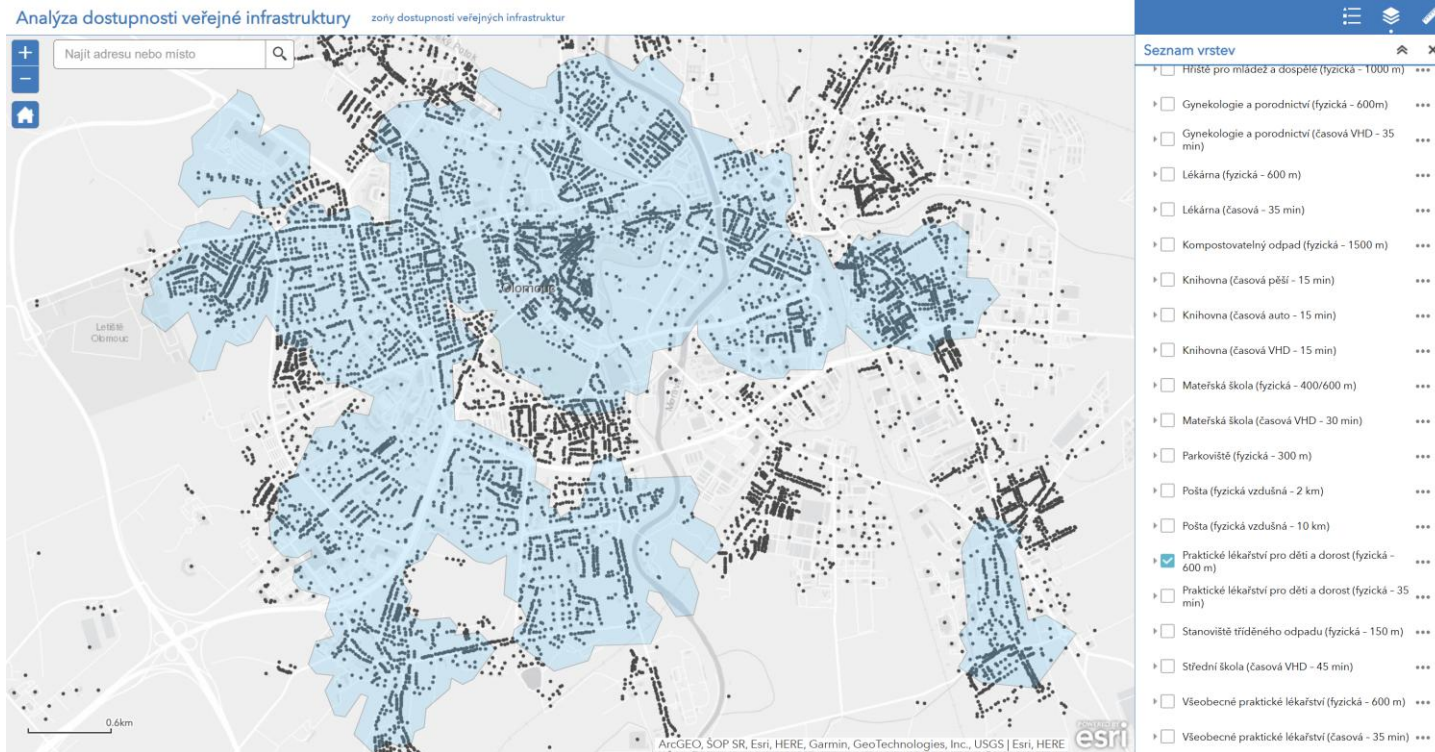 Analýza dostupnosti veřejné infrastruktury
zony dostupností veřejných infrastruktur
Najít adresu nebo místo
Seznam vrstev
Hřiště pro mládež a dospělé (fyzická - 1000 m)
Gynekologie a porodnictví (fyzická - 600m)
Gynekologie a porodnictví (časová VHD - 35
min)
Lékárna (fyzická - 600 m)
Lékárna (časová - 35 min)
Kompostovatelný odpad (fyzická - 1500 m)
Knihovna (časová pěší - 15 min)
Knihovna (časová auto - 15 min)
Knihovna (časová VHD - 15 min)
Mateřská škola (fyzická - 400/600 m)
Mateřská škola (časová VHD - 30 min)
Parkoviště (fyzická - 300 m)
Pošta (fyzická vzdušná - 2 km)
Pošta (fyzická vzdušná - 10 km)
Praktické lékařství pro děti a dorost (fyzická -
600 m)
Praktické lékařství pro děti a dorost (fyzická - 35
min)
Stanoviště tříděného odpadu (fyzická - 150 m)
Střední škola (časová VHD - 45 min)
Všeobecné praktické lékařství (fyzická - 600 m)
Všeobecné praktické lékařství (časová - 35 min)
Olomouc
Letiště
Olomouc
0.6km
POWERED BY
esri
ArcGEO, ŠOP SR, Esri, HERE, Garmin, GeoTechnologies, Inc., USGS | Esri, HERE